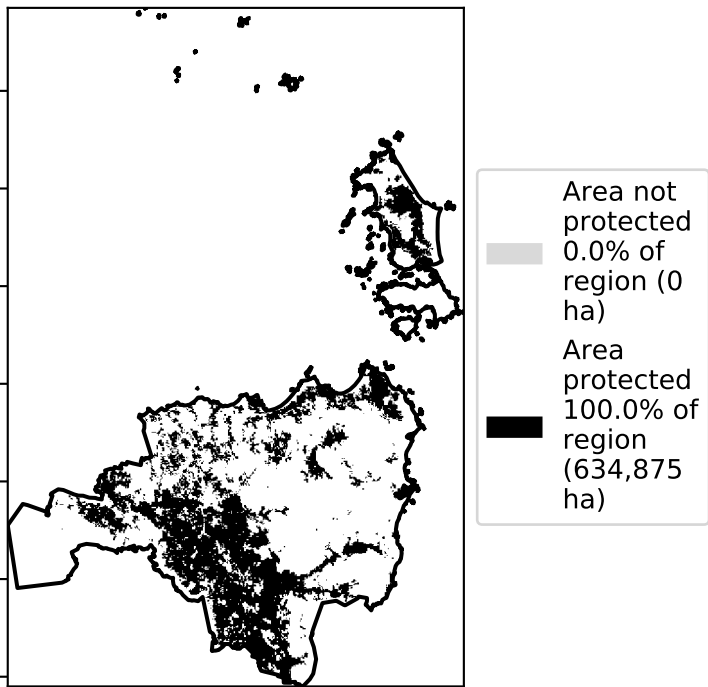 Area not
protected
0.0% of
region (0
ha)
Area
protected
100.0% of
region
(634,875
ha)